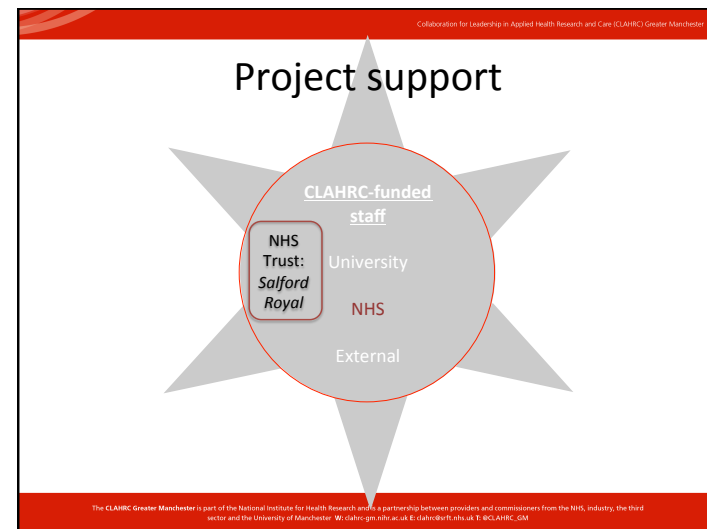 Collaboration for Leadership in Applied Health Research and Care (CLAHRC) Greater Manchester
Project support
CLAHRC-funded
staff
NHS
Trust:
Salford
Royal
University
NHS
External
The CLAHRC Greater Manchester is part of the National Institute for Health Research and is a partnership between providers and commissioners from the NHS, industry, the third
sector and the University of Manchester W: clahrc-gm.nihr.ac.uk E: clahrc@srft.nhs.uk T: @CLAHRC_GM